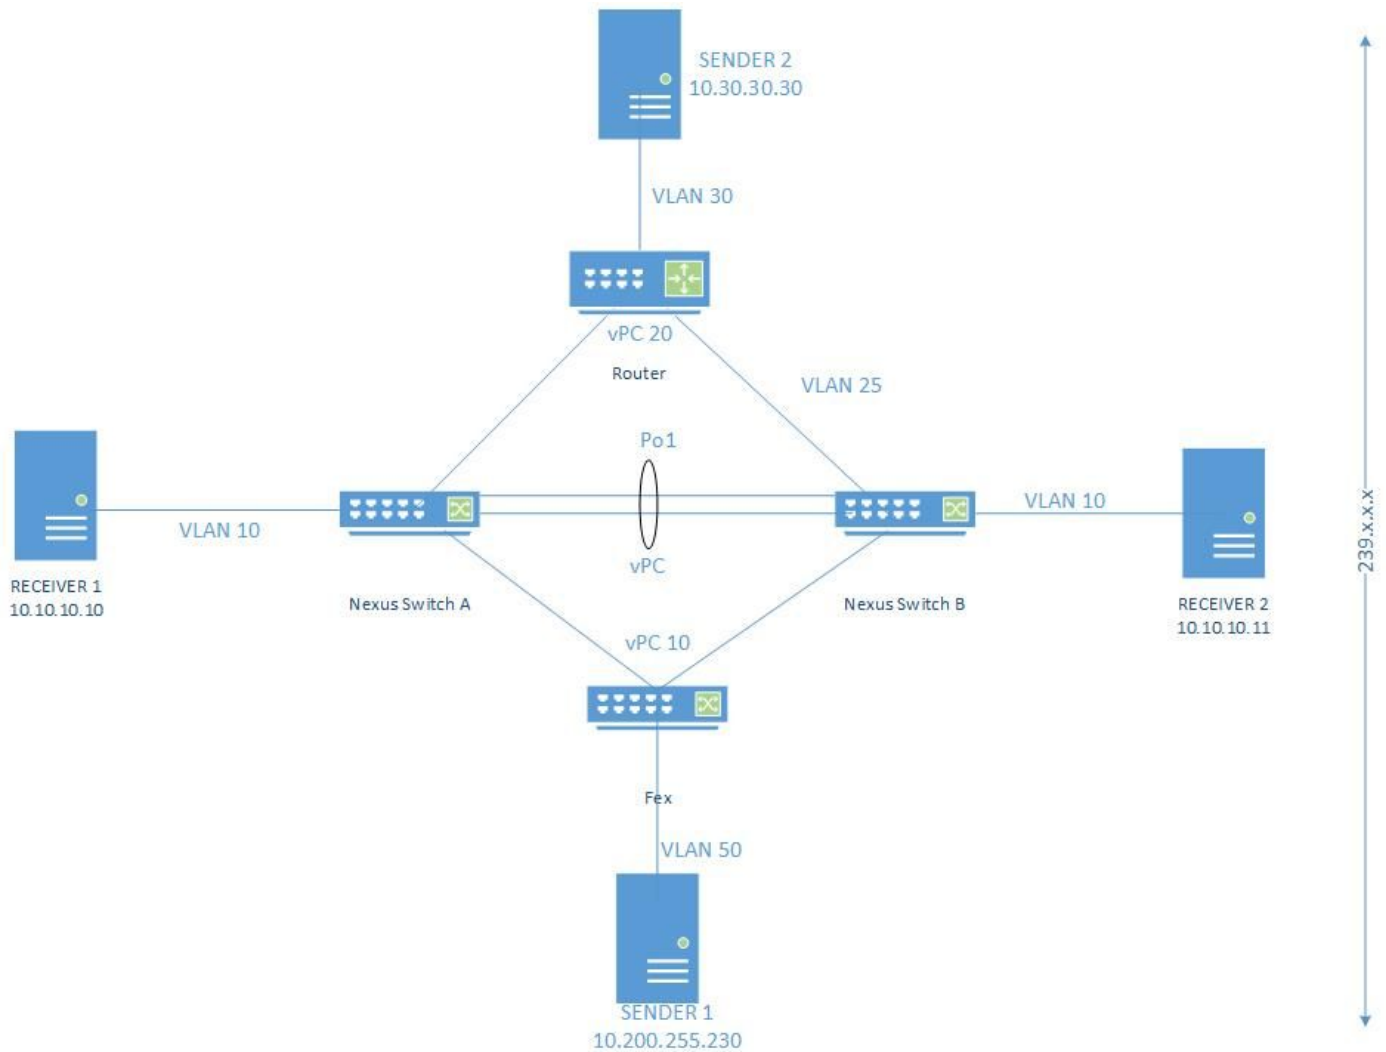 SENDER 2
10.30.30.30
VLAN 30
vPC 20
Router
VLAN 25
Po1
VLAN 10
VLAN 10
vPC
RECEIVER 1
10.10.10.10
Nexus Switch A
Nexus Switch B
RECEIVER 2
10.10.10.11
239.x.x.x
vPC 10
Fex
VLAN 50
SENDER 1
10.200.255.230